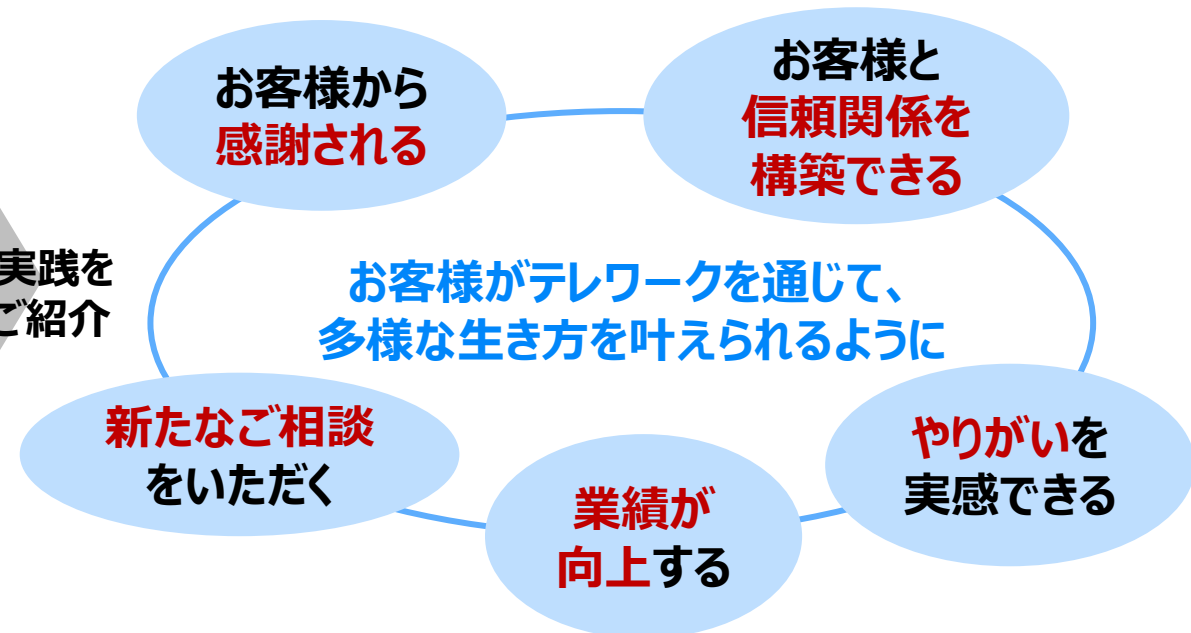 お客様から
感謝される
お客様と
信頼関係を
構築できる
実践を
ご紹介
お客様がテレワークを通じて、
多様な生き方を叶えられるように
新たなご相談
をいただく
業績が
向上する
やりがいを
実感できる